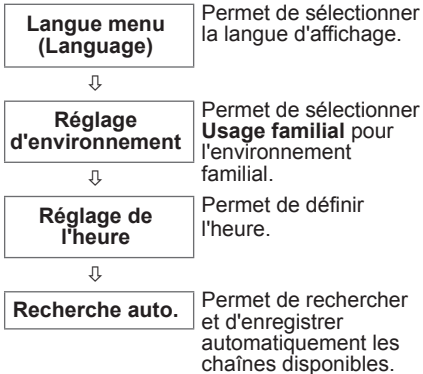 Langue menu
(Language)
Permet de sélectionner
la langue d'affichage.
⇩
Réglage
d'environnement
Permet de sélectionner
Usage familial pour
l'environnement
familial.
⇩
Réglage de
l'heure
Permet de définir
l'heure.
⇩
Recherche auto.
Permet de rechercher
et d'enregistrer
automatiquement les
chaînes disponibles.